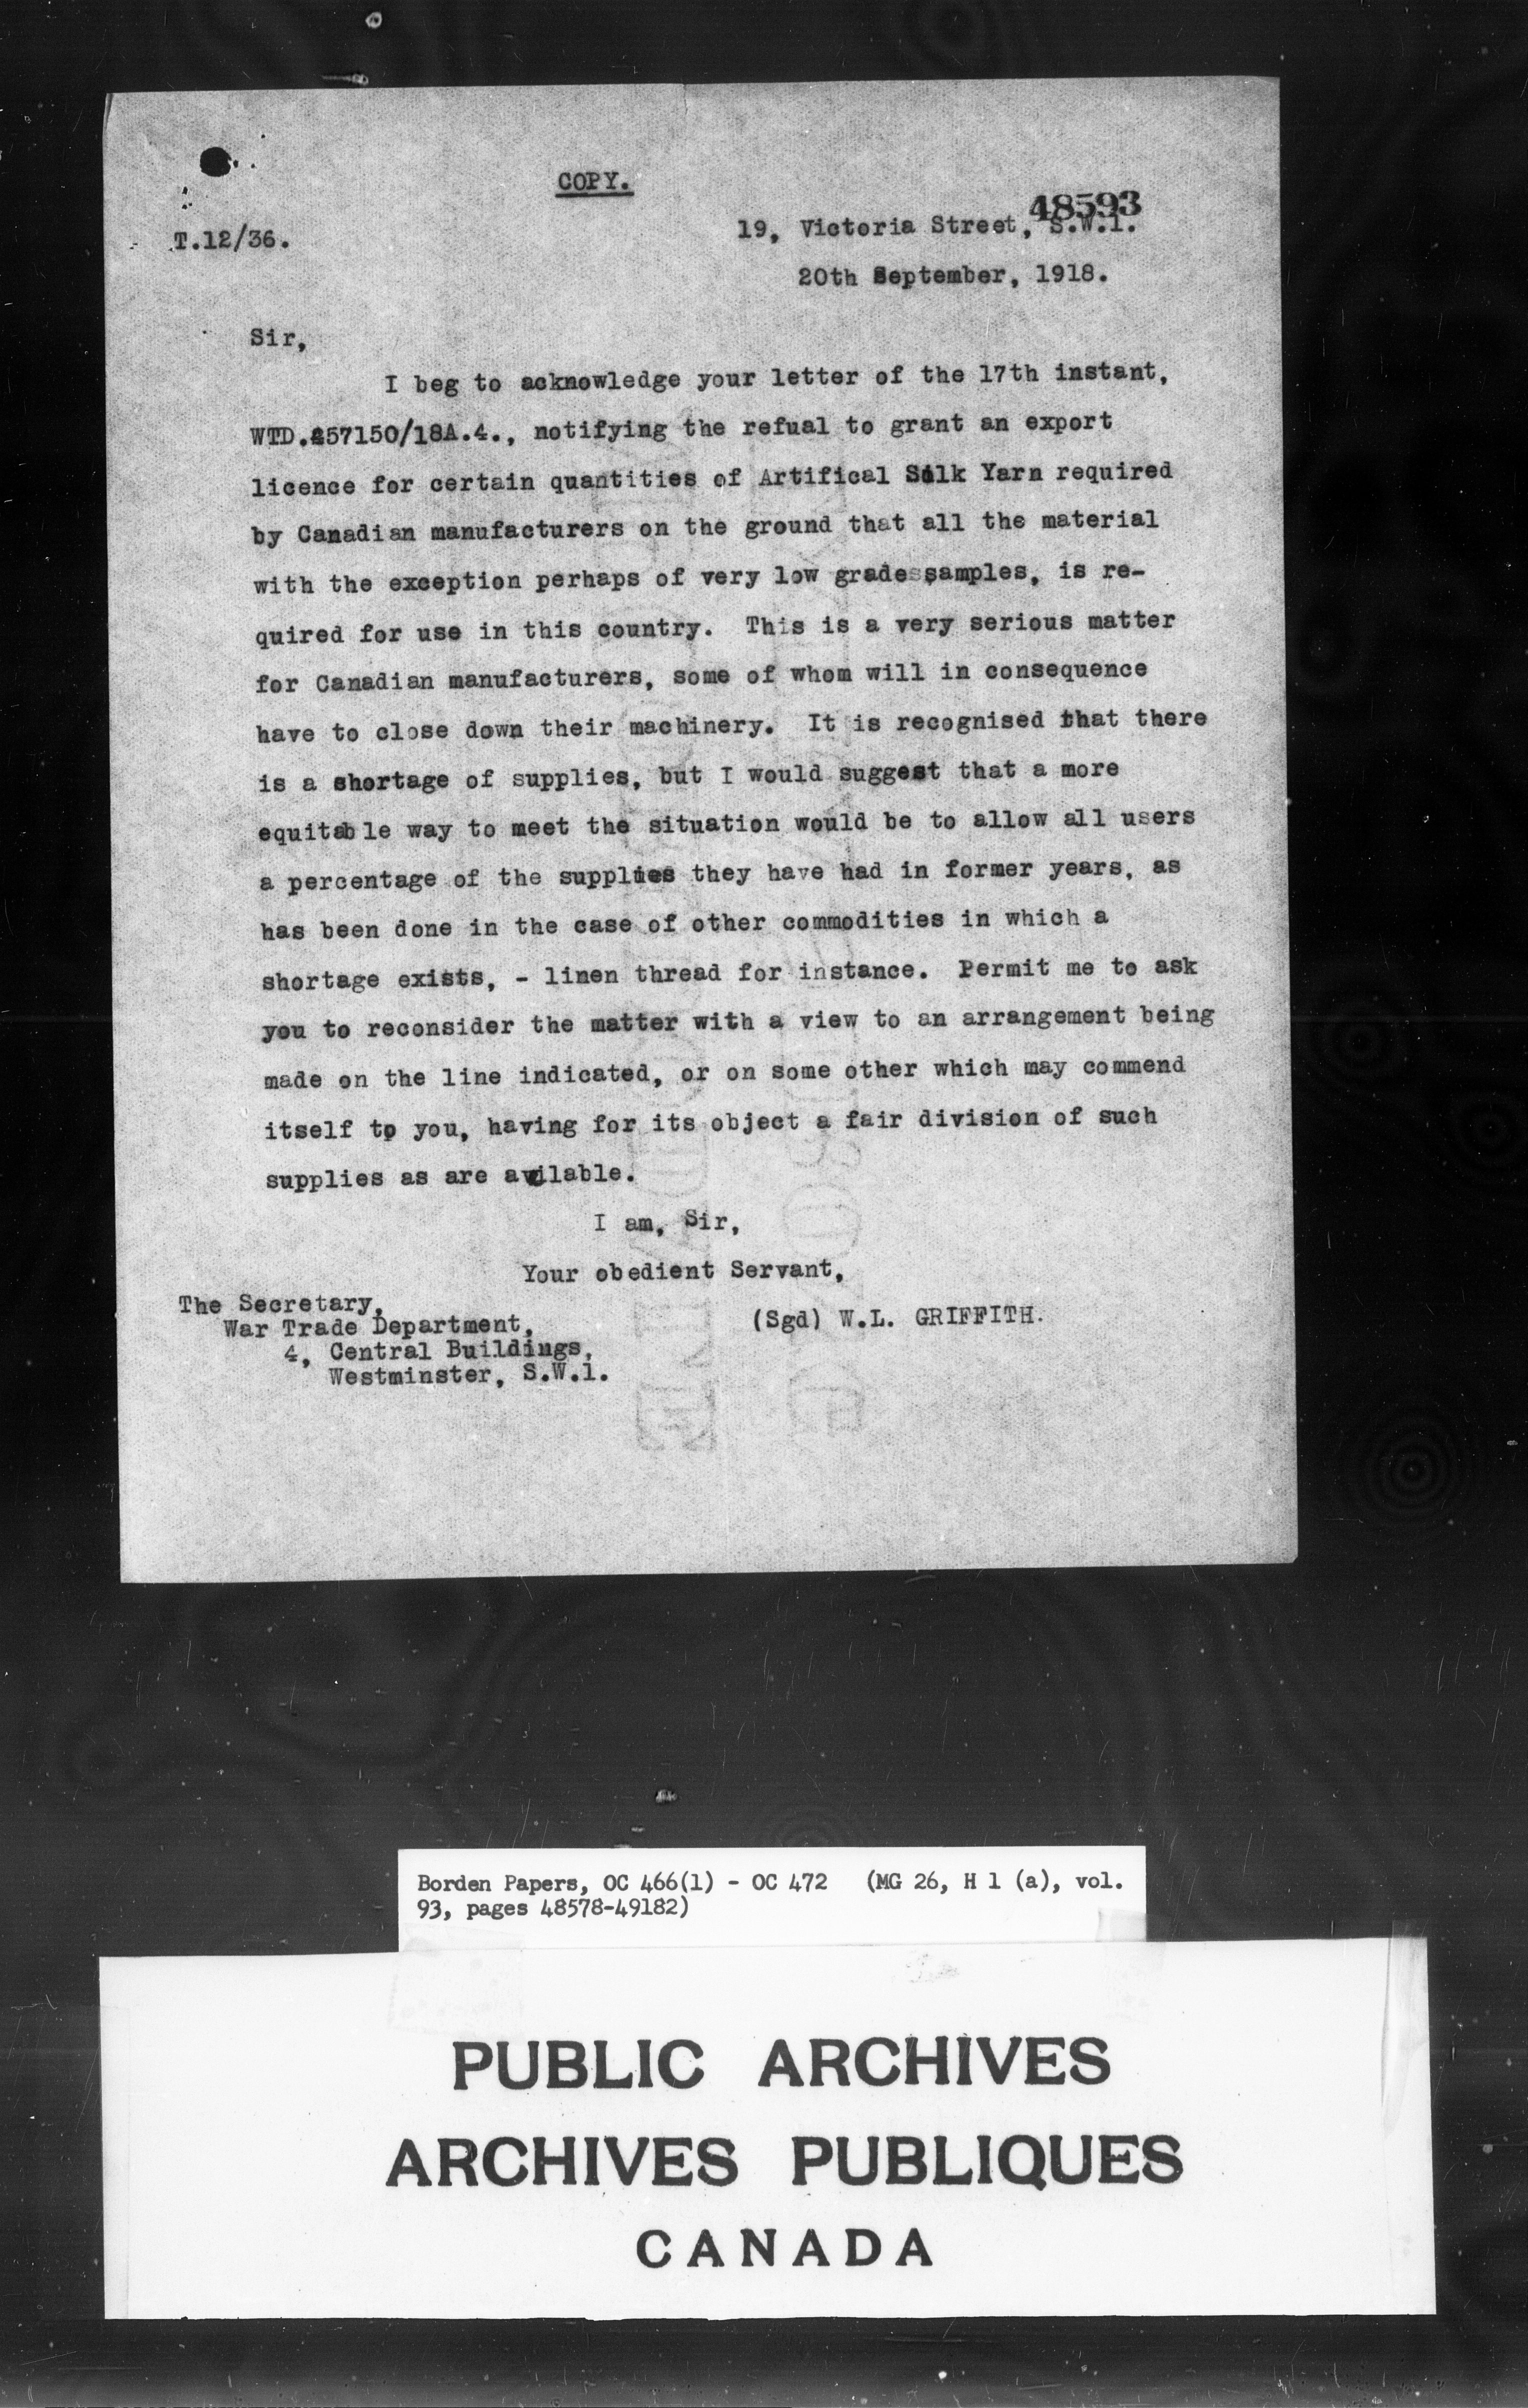 COPY.
48593
T.12/36.
19, Victoria Street, S.W.1.
20th September, 1918.
Sir,
I beg to acknowledge your letter of the 17th instant,
WTD.257150/18A.4., notifying the refual to grant an export
licence for certain quantities of Artifical Silk Yarn required
by Canadian manufacturers on the ground that all the material
with the exception perhaps of very low grade samples, is re-
quired for use in this country. This is a very serious matter
for Canadian manufacturers, some of whom will in consequence
have to close down their machinery. It is recognised that there
is a shortage of supplies, but I would suggest that a more
equitable way to meet the situation would be to allow all users
a percentage of the supplies they have had in former years, as
has been done in the case of other commodities in which a
shortage exists, - linen thread for instance. Permit me to ask
you to reconsider the matter with a view to an arrangement being
made on the line indicated, or on some other which may commend
itself to you, having for its object a fair division of such
supplies as are avilable.
I am, Sir,
Your obedient Servant,
(Sgd) W.L. GRIFFITH.
The Secretary,
War Trade Department,
4, Central Buildings,
Westminster, S.W.1.
Borden Papers, OC 466(1) - OC 472 (MG 26, H 1 (a), vol.
93, pages 48578-49182)
PUBLIC ARCHIVES
ARCHIVES PUBLIQUES
CANADA